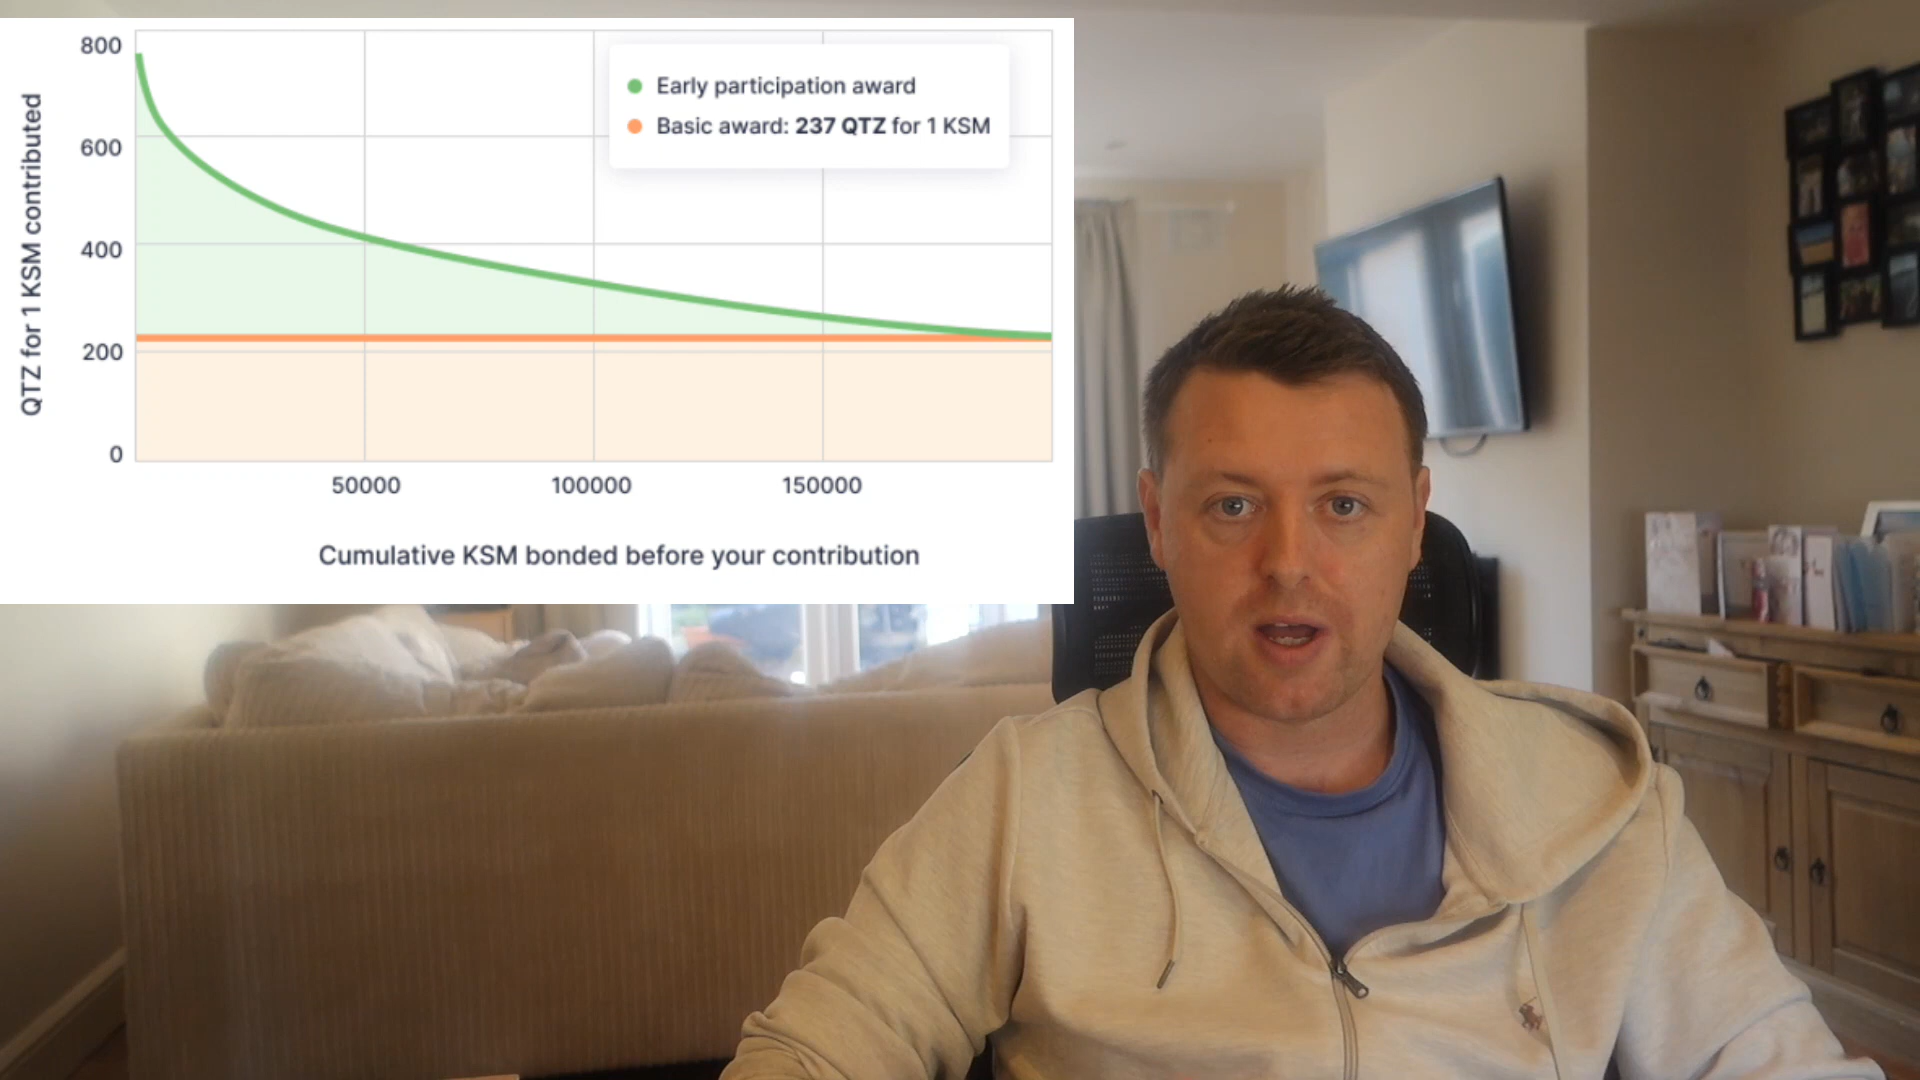 800
600
400
200
0
QTZ for 1 KSM contributed
Early participation award
Basic award: 237 QTZ for 1 KSM
50000
100000
150000
Cumulative KSM bonded before your contribution